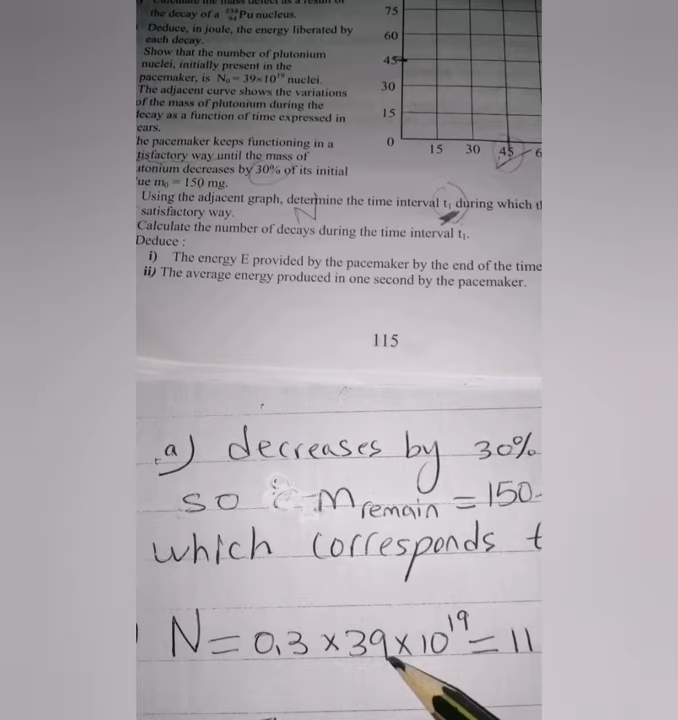 the decay of a ²³⁸₉₄Pu nucleus.
Deduce, in joule, the energy liberated by
each decay.
Show that the number of plutonium
nuclei, initially present in the
pacemaker, is N₀ = 39×10¹⁹ nuclei.
The adjacent curve shows the variations
of the mass of plutonium during the
decay as a function of time expressed in
ears.
he pacemaker keeps functioning in a
tisfactory way until the mass of
utonium decreases by 30% of its initial
ue m₀ = 150 mg.
75
60
45
30
15
0
15 30 45 6
Using the adjacent graph, determine the time interval t₁ during which t
satisfactory way.
N
Calculate the number of decays during the time interval t₁.
Deduce :
i) The energy E provided by the pacemaker by the end of the time
ii) The average energy produced in one second by the pacemaker.
115
a) decreases by 30%
so m remain = 150-
which corresponds t
N = 0,3 × 39 × 10¹⁹ = 11